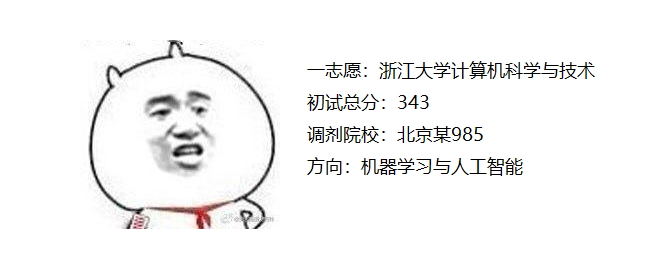 一志愿：浙江大学计算机科学与技术
初试总分：343
调剂院校：北京某985
方向：机器学习与人工智能